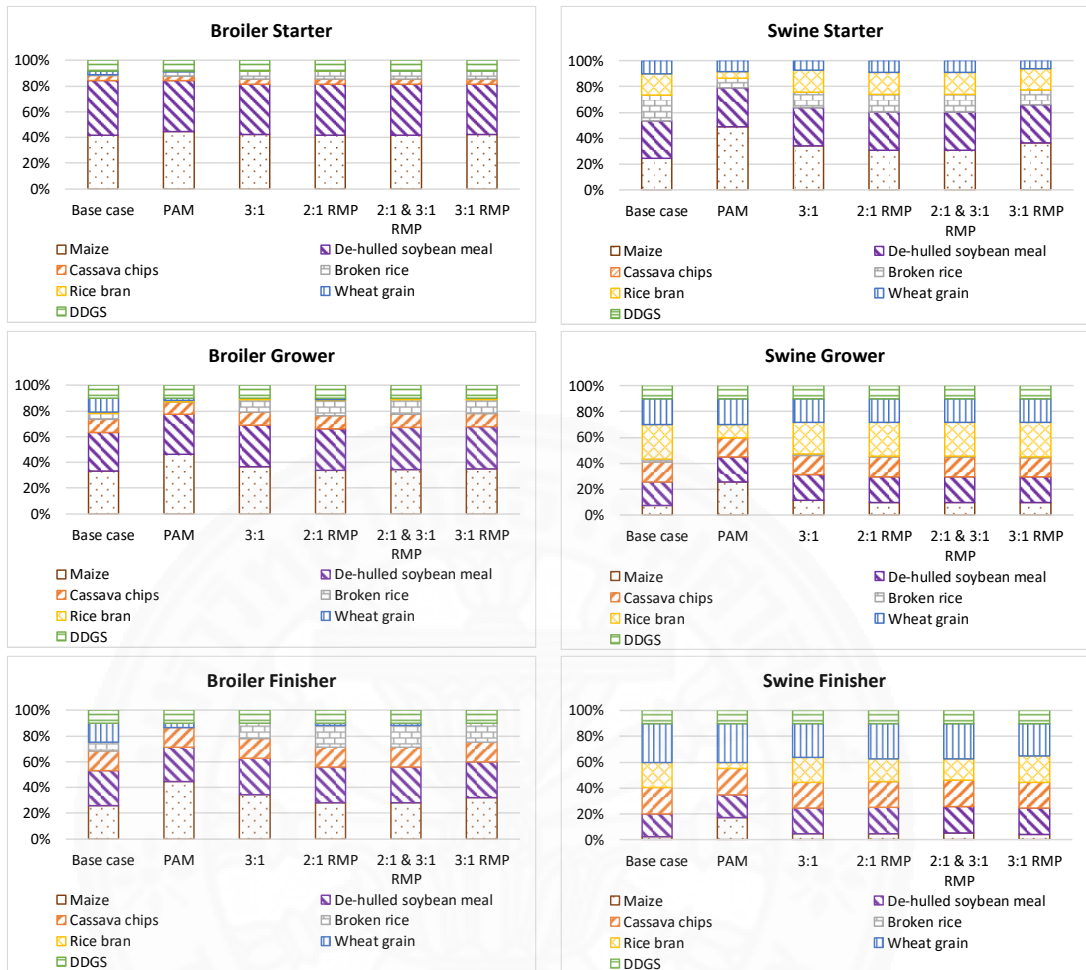 Broiler Starter
100%
80%
60%
40%
20%
0%
Base case PAM 3:1 2:1 RMP 2:1 & 3:1 RMP 3:1 RMP
Maize De-hulled soybean meal
Cassava chips Broken rice
Rice bran Wheat grain
DDGS
Swine Starter
100%
80%
60%
40%
20%
0%
Base case PAM 3:1 2:1 RMP 2:1 & 3:1 RMP 3:1 RMP
Maize De-hulled soybean meal
Cassava chips Broken rice
Rice bran Wheat grain
DDGS
Broiler Grower
100%
80%
60%
40%
20%
0%
Base case PAM 3:1 2:1 RMP 2:1 & 3:1 RMP 3:1 RMP
Maize De-hulled soybean meal
Cassava chips Broken rice
Rice bran Wheat grain
DDGS
Swine Grower
100%
80%
60%
40%
20%
0%
Base case PAM 3:1 2:1 RMP 2:1 & 3:1 RMP 3:1 RMP
Maize De-hulled soybean meal
Cassava chips Broken rice
Rice bran Wheat grain
DDGS
Broiler Finisher
100%
80%
60%
40%
20%
0%
Base case PAM 3:1 2:1 RMP 2:1 & 3:1 RMP 3:1 RMP
Maize De-hulled soybean meal
Cassava chips Broken rice
Rice bran Wheat grain
DDGS
Swine Finisher
100%
80%
60%
40%
20%
0%
Base case PAM 3:1 2:1 RMP 2:1 & 3:1 RMP 3:1 RMP
Maize De-hulled soybean meal
Cassava chips Broken rice
Rice bran Wheat grain
DDGS